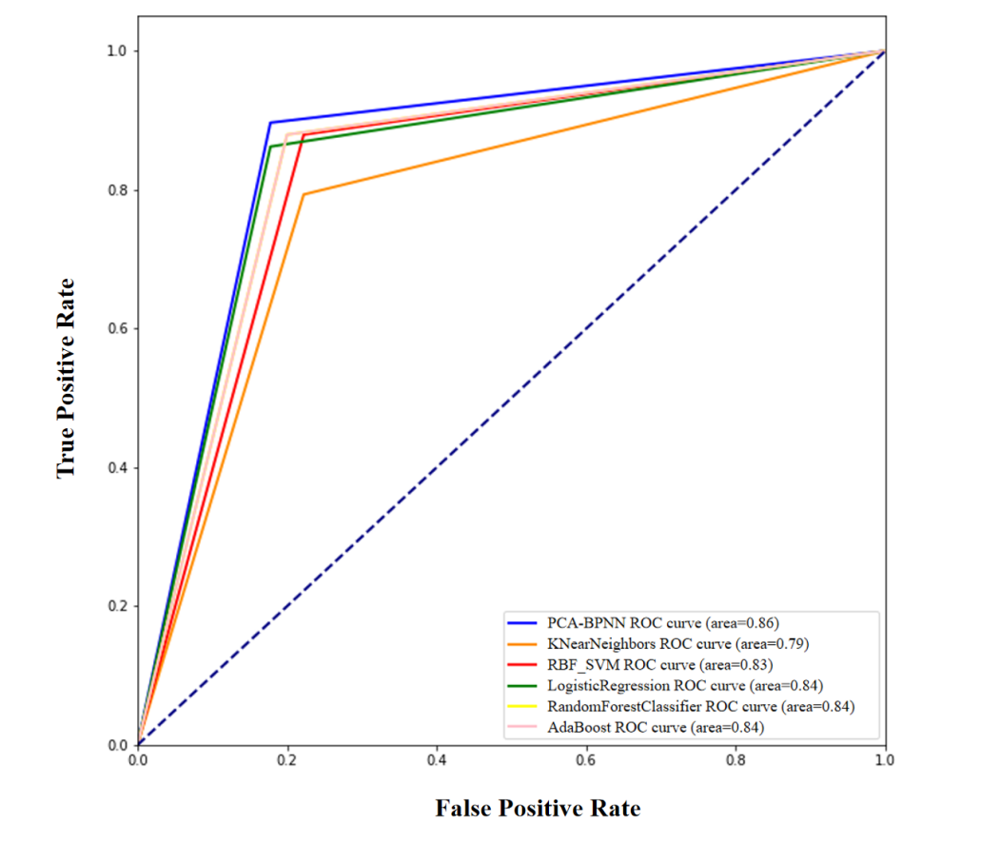 1.0
0.8
0.6
0.4
0.2
0.0
True Positive Rate
PCA-BPNN ROC curve (area=0.86)
KNearNeighbors ROC curve (area=0.79)
RBF_SVM ROC curve (area=0.83)
LogisticRegression ROC curve (area=0.84)
RandomForestClassifier ROC curve (area=0.84)
AdaBoost ROC curve (area=0.84)
0.0 0.2 0.4 0.6 0.8 1.0
False Positive Rate